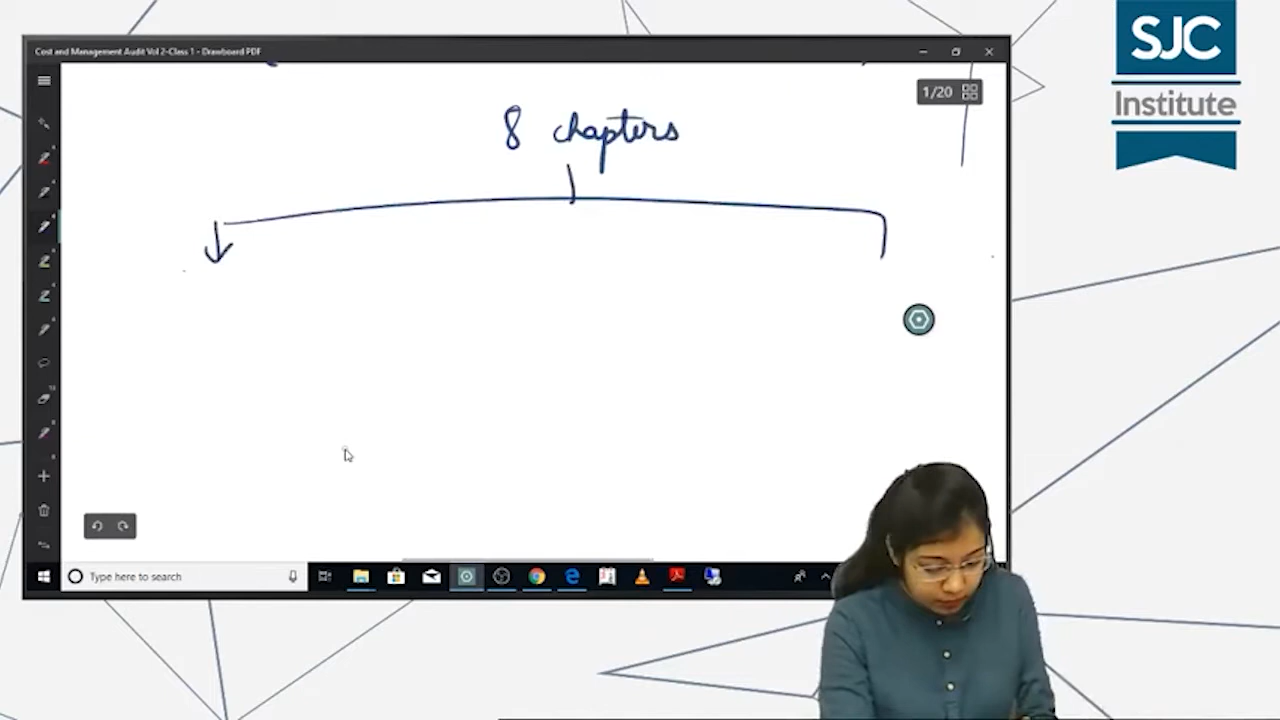 SJC
Institute
Cost and Management Audit Vol 2-Class 1 - Drawboard PDF
1/20
8 chapters
Type here to search